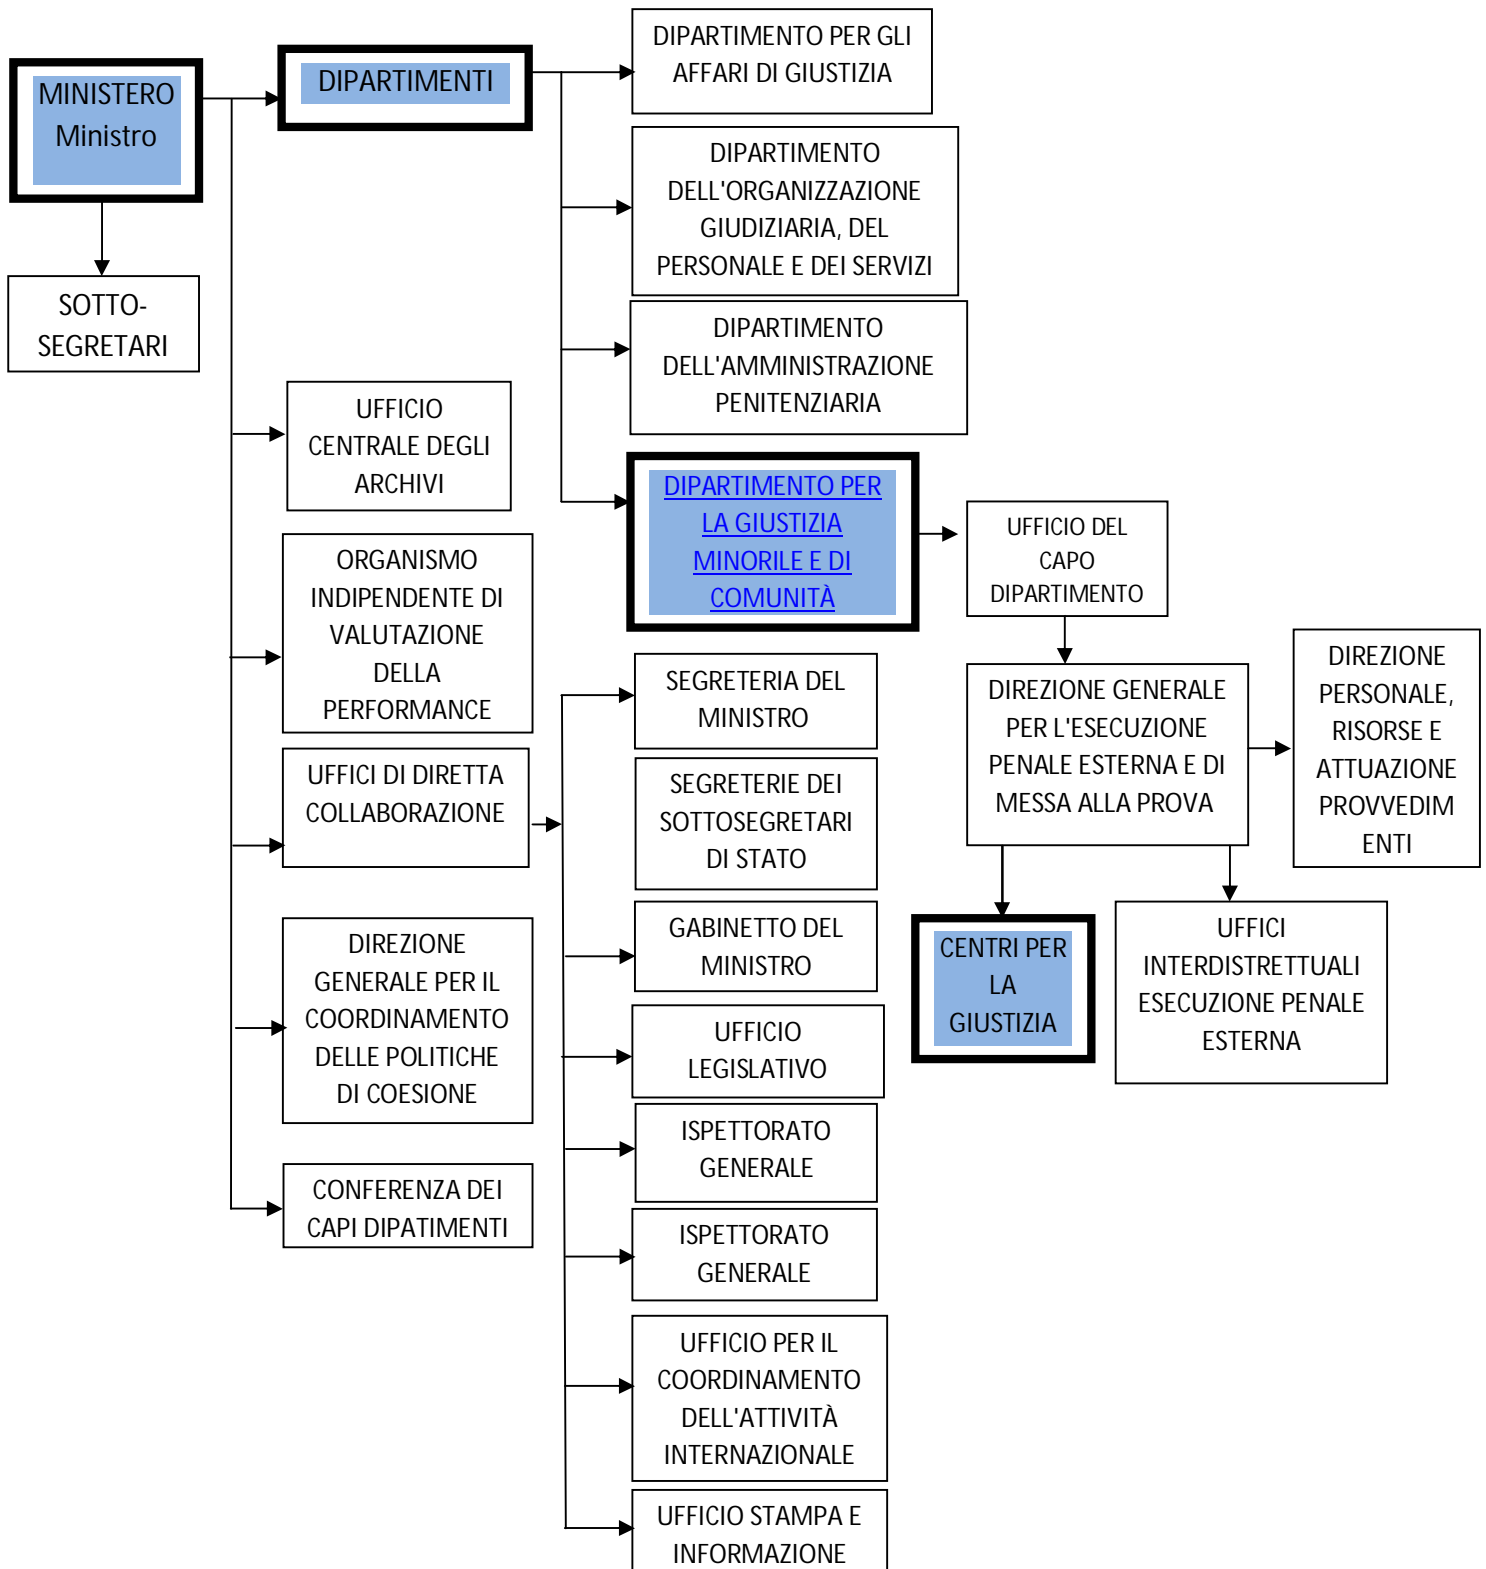 MINISTERO
Ministro
SOTTO-
SEGRETARI
DIPARTIMENTI
DIPARTIMENTO PER GLI
AFFARI DI GIUSTIZIA
DIPARTIMENTO
DELL'ORGANIZZAZIONE
GIUDIZIARIA, DEL
PERSONALE E DEI SERVIZI
DIPARTIMENTO
DELL'AMMINISTRAZIONE
PENITENZIARIA
DIPARTIMENTO PER
LA GIUSTIZIA
MINORILE E DI
COMUNITÀ
UFFICIO DEL
CAPO
DIPARTIMENTO
DIREZIONE GENERALE
PER L'ESECUZIONE
PENALE ESTERNA E DI
MESSA ALLA PROVA
DIREZIONE
PERSONALE,
RISORSE E
ATTUAZIONE
PROVVEDIM
ENTI
CENTRI PER
LA
GIUSTIZIA
UFFICI
INTERDISTRETTUALI
ESECUZIONE PENALE
ESTERNA
UFFICIO
CENTRALE DEGLI
ARCHIVI
ORGANISMO
INDIPENDENTE DI
VALUTAZIONE
DELLA
PERFORMANCE
UFFICI DI DIRETTA
COLLABORAZIONE
SEGRETERIA DEL
MINISTRO
SEGRETERIE DEI
SOTTOSEGRETARI
DI STATO
GABINETTO DEL
MINISTRO
UFFICIO
LEGISLATIVO
ISPETTORATO
GENERALE
ISPETTORATO
GENERALE
UFFICIO PER IL
COORDINAMENTO
DELL'ATTIVITÀ
INTERNAZIONALE
UFFICIO STAMPA E
INFORMAZIONE
DIREZIONE
GENERALE PER IL
COORDINAMENTO
DELLE POLITICHE
DI COESIONE
CONFERENZA DEI
CAPI DIPATIMENTI